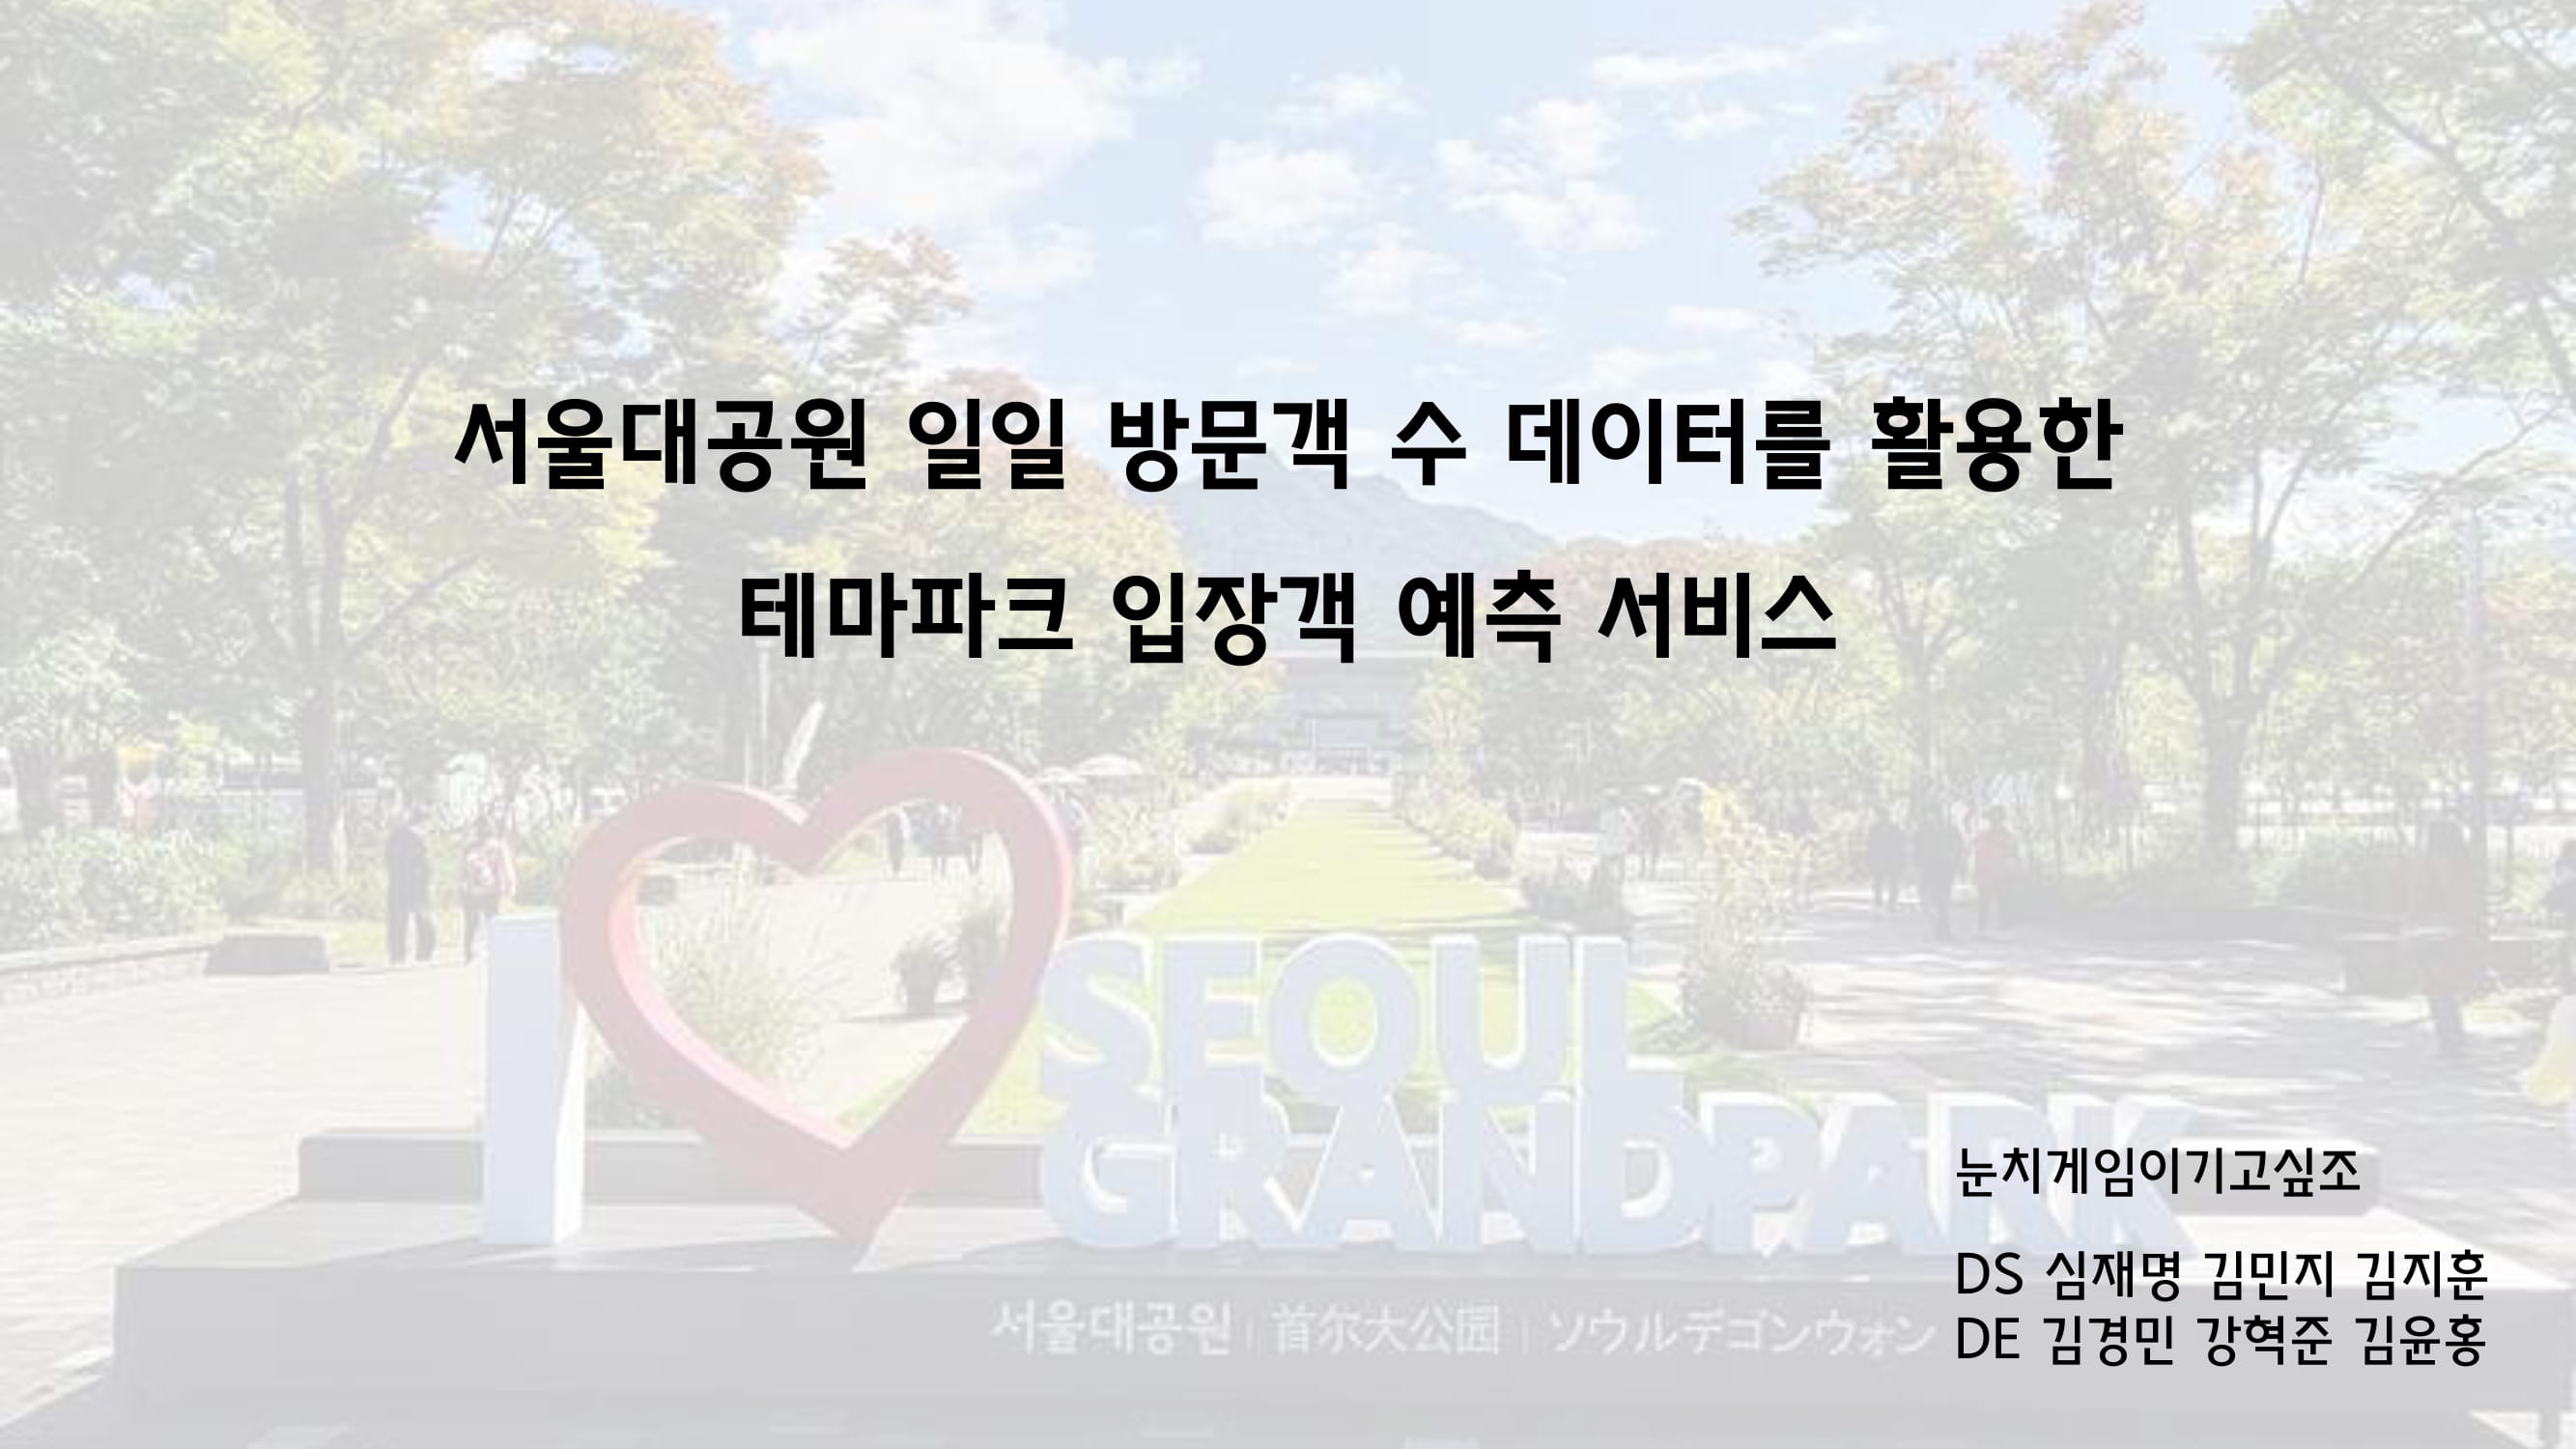 서울대공원 일일 방문객 수 데이터를 활용한
테마파크 입장객 예측 서비스
I
SEOUL
GRANDPARK
눈치게임이기고싶조
DS 심재명 김민지 김지훈
DE 김경민 강혁준 김윤홍
서울대공원 | 首尔大公园 | ソウルデゴンウォン